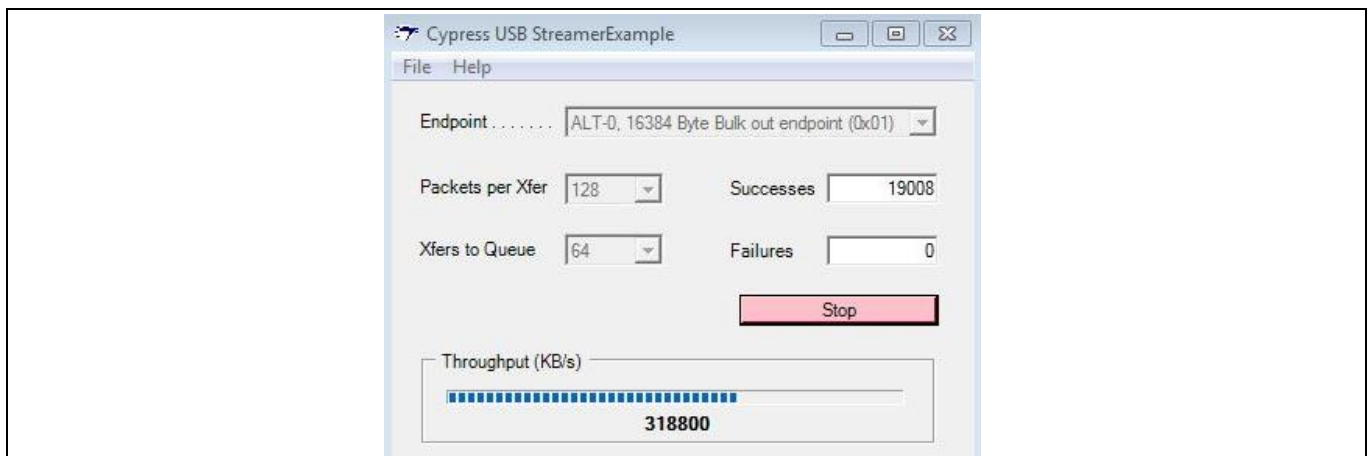 Cypress USB StreamerExample
File Help
Endpoint ....... ALT-0, 16384 Byte Bulk out endpoint (0x01)
Packets per Xfer 128 Successes 19008
Xfers to Queue 64 Failures 0
Stop
Throughput (KB/s)
318800